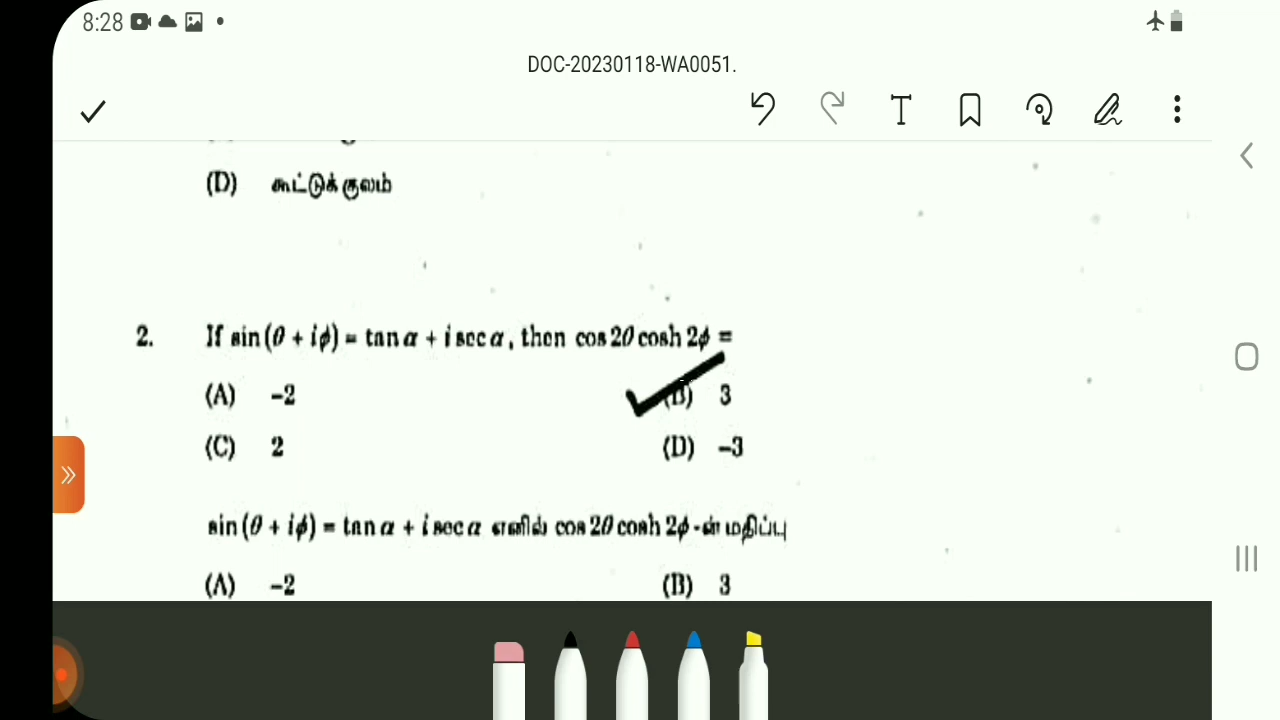 8:28
DOC-20230118-WA0051.
(D) கூட்டுக்குலம்
2. If sin(θ + iϕ) = tan α + i sec α, then cos 2θ cosh 2ϕ =
(A) –2 (B) 3
(C) 2 (D) –3
sin(θ + iϕ) = tan α + i sec α எனில் cos 2θ cosh 2ϕ -ன் மதிப்பு
(A) –2 (B) 3